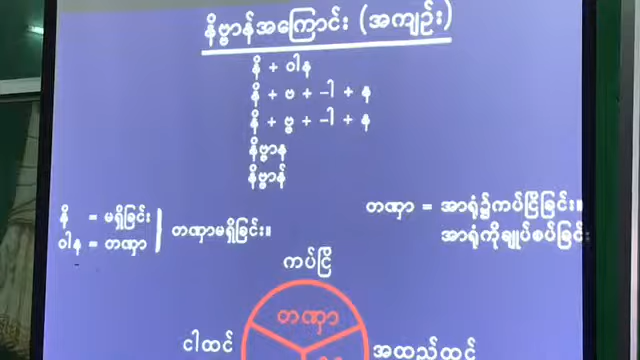 နိဗ္ဗာန်အကြောင်း (အကျဉ်း)
နိ + ဝါန
နိ + ဗ + –ါ + န
နိ + ဗ္ဗ + –ါ + န
နိဗ္ဗာန
နိဗ္ဗာန်
နိ = မရှိခြင်း
ဝါန = တဏှာ
တဏှာမရှိခြင်း။
တဏှာ = အာရုံ၌ကပ်ငြိခြင်း။
အာရုံကိုချုပ်စပ်ခြင်း
ကပ်ငြိ
တဏှာ
ငါထင်
အထည်ထင်